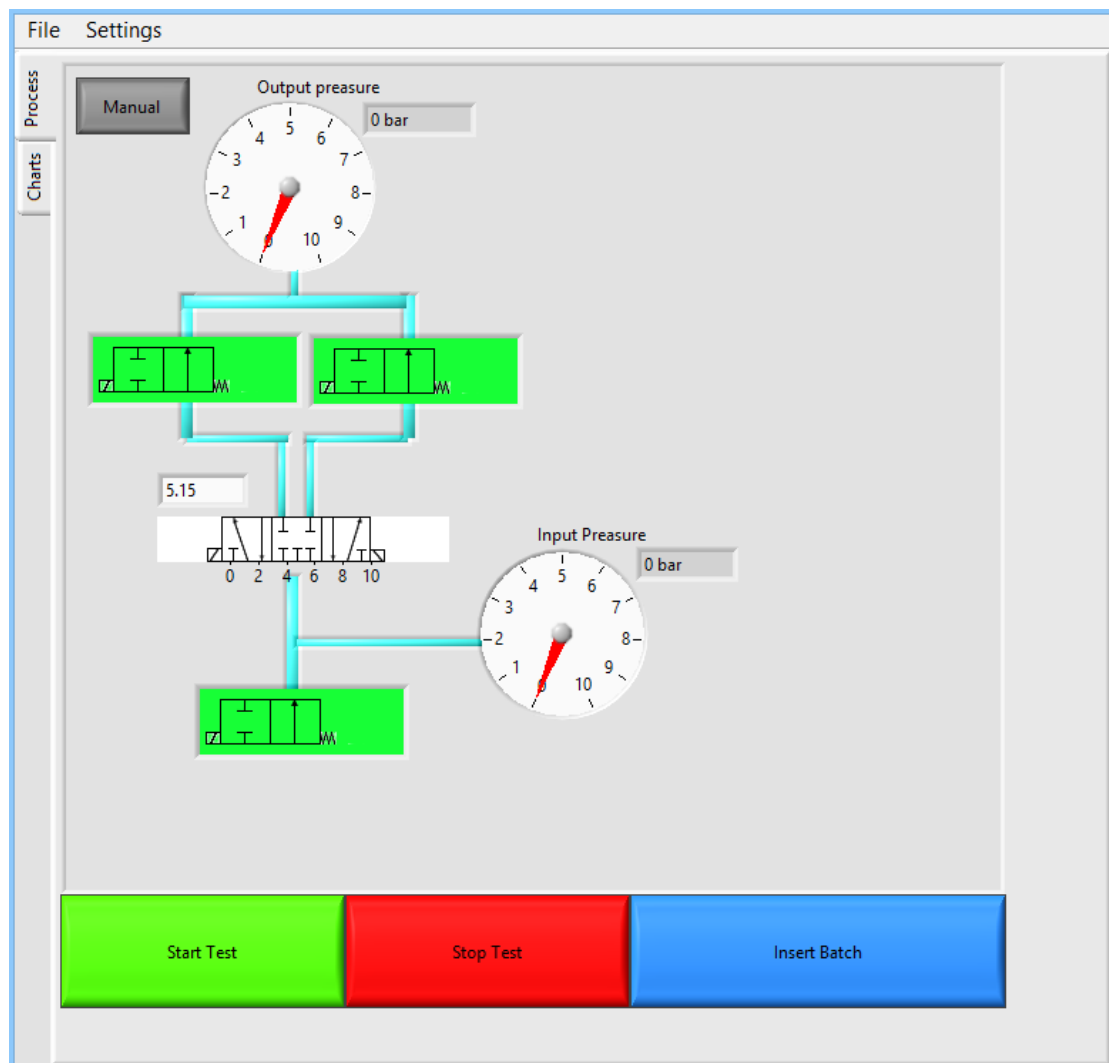 File Settings
Process
Charts
Manual
Output preasure
0 bar
0 1 2 3 4 5 6 7 8 9 10
5.15
0 2 4 6 8 10
Input Preasure
0 bar
0 1 2 3 4 5 6 7 8 9 10
Start Test
Stop Test
Insert Batch